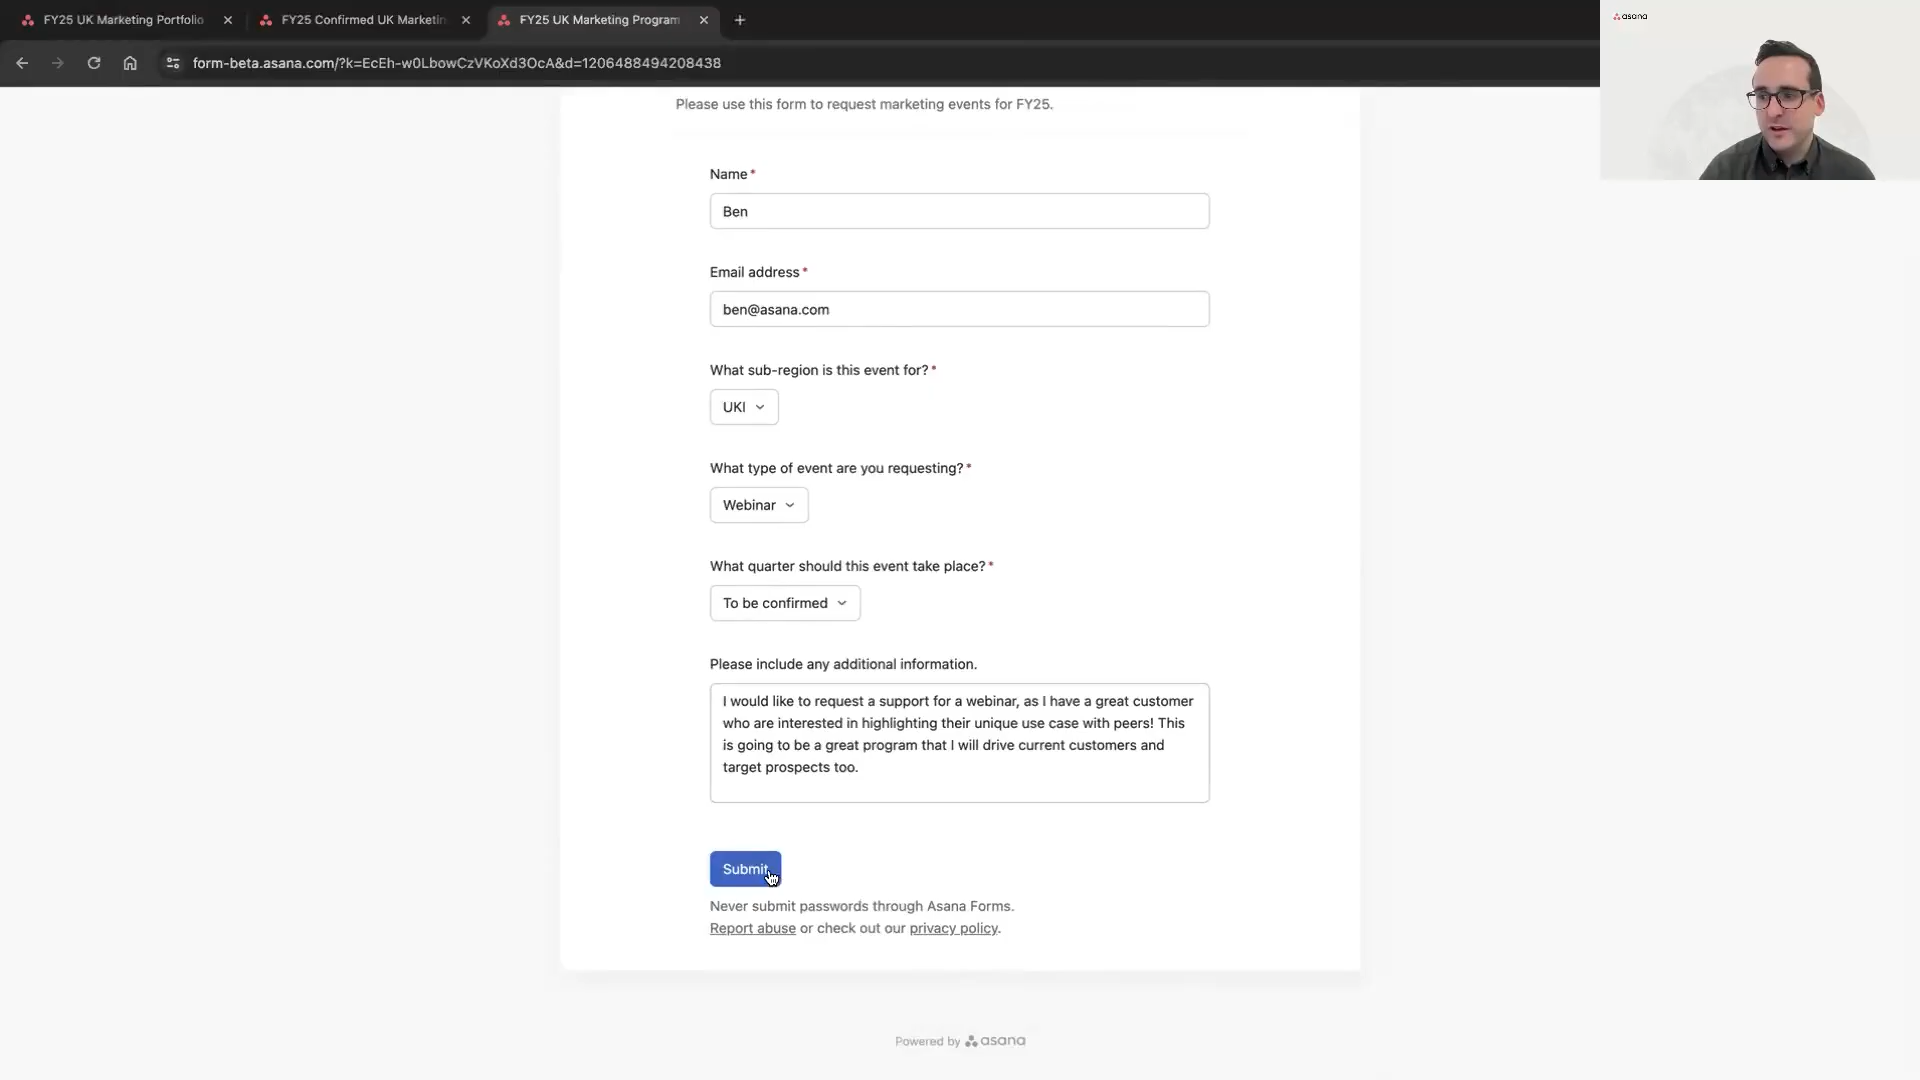 FY25 UK Marketing Portfolio
FY25 Confirmed UK Marketin
FY25 UK Marketing Program
form-beta.asana.com/?k=EcEh-w0LbowCzVKoXd3OcA&d=1206488494208438
asana
Please use this form to request marketing events for FY25.
Name*
Ben
Email address*
ben@asana.com
What sub-region is this event for?*
UKI
What type of event are you requesting?*
Webinar
What quarter should this event take place?*
To be confirmed
Please include any additional information.
I would like to request a support for a webinar, as I have a great customer
who are interested in highlighting their unique use case with peers! This
is going to be a great program that I will drive current customers and
target prospects too.
Submit
Never submit passwords through Asana Forms.
Report abuse or check out our privacy policy.
Powered by asana